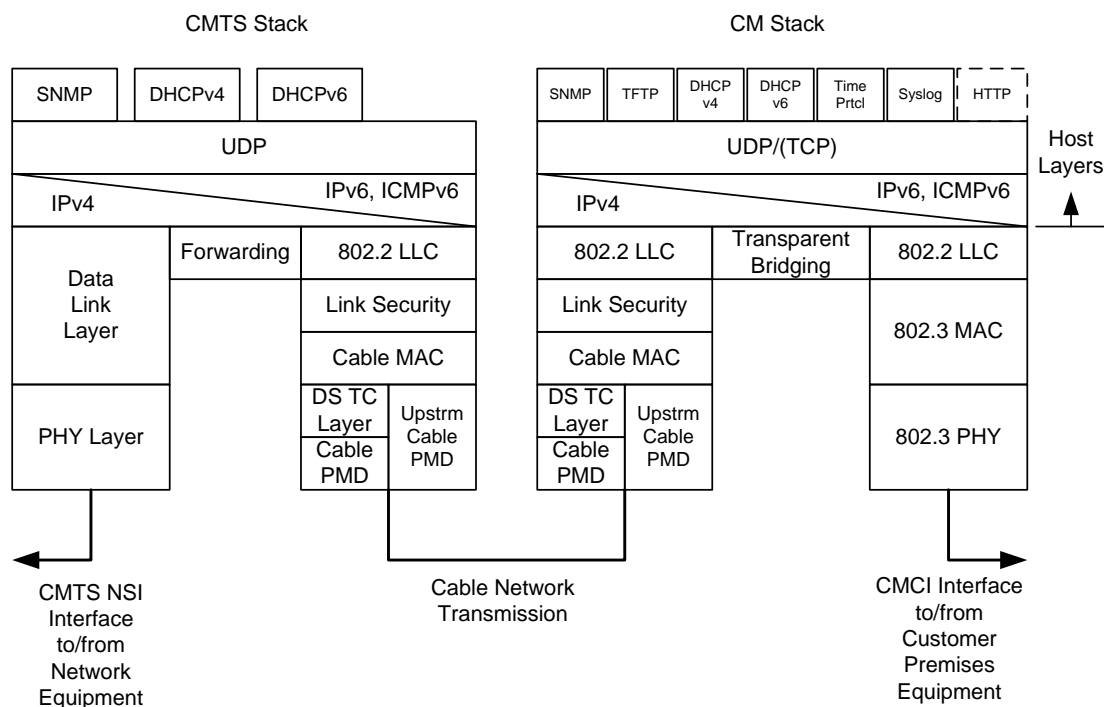 CMTS Stack
CM Stack
SNMP
DHCPv4
DHCPv6
SNMP
TFTP
DHCP
v4
DHCP
v6
Time
Prtcl
Syslog
HTTP
UDP
UDP/(TCP)
Host
Layers
IPv4
IPv6, ICMPv6
IPv4
IPv6, ICMPv6
Data
Link
Layer
Forwarding
802.2 LLC
Link Security
Cable MAC
802.2 LLC
Transparent
Bridging
802.2 LLC
Link Security
Cable MAC
802.3 MAC
PHY Layer
DS TC
Layer
Cable
PMD
Upstrm
Cable
PMD
DS TC
Layer
Cable
PMD
Upstrm
Cable
PMD
802.3 PHY
CMTS NSI
Interface
to/from
Network
Equipment
Cable Network
Transmission
CMCI Interface
to/from
Customer
Premises
Equipment